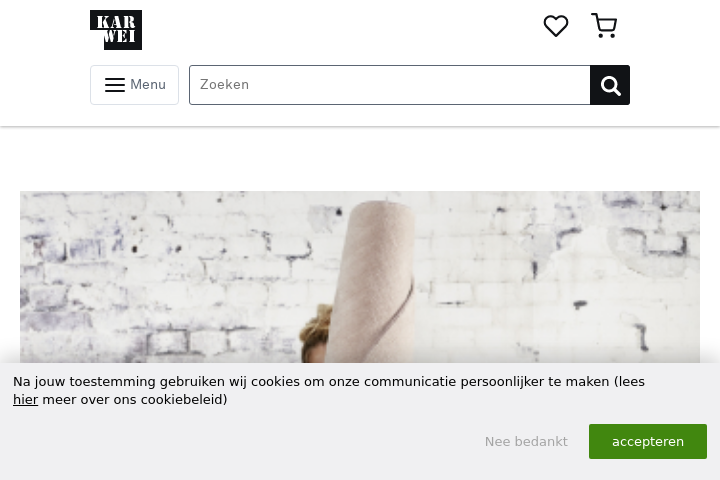 KAR
WEI
Menu
Zoeken
Na jouw toestemming gebruiken wij cookies om onze communicatie persoonlijker te maken (lees
hier meer over ons cookiebeleid)
Nee bedankt
accepteren